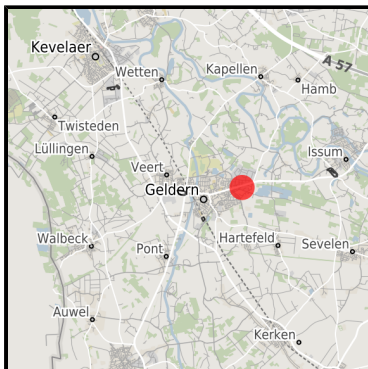 Kevelaer
A 57
Wetten
Kapellen
Hamb
Twisteden
Lüllingen
Issum
Veert
Geldern
Walbeck
Pont
Hartefeld
Sevelen
Auwel
Kerken